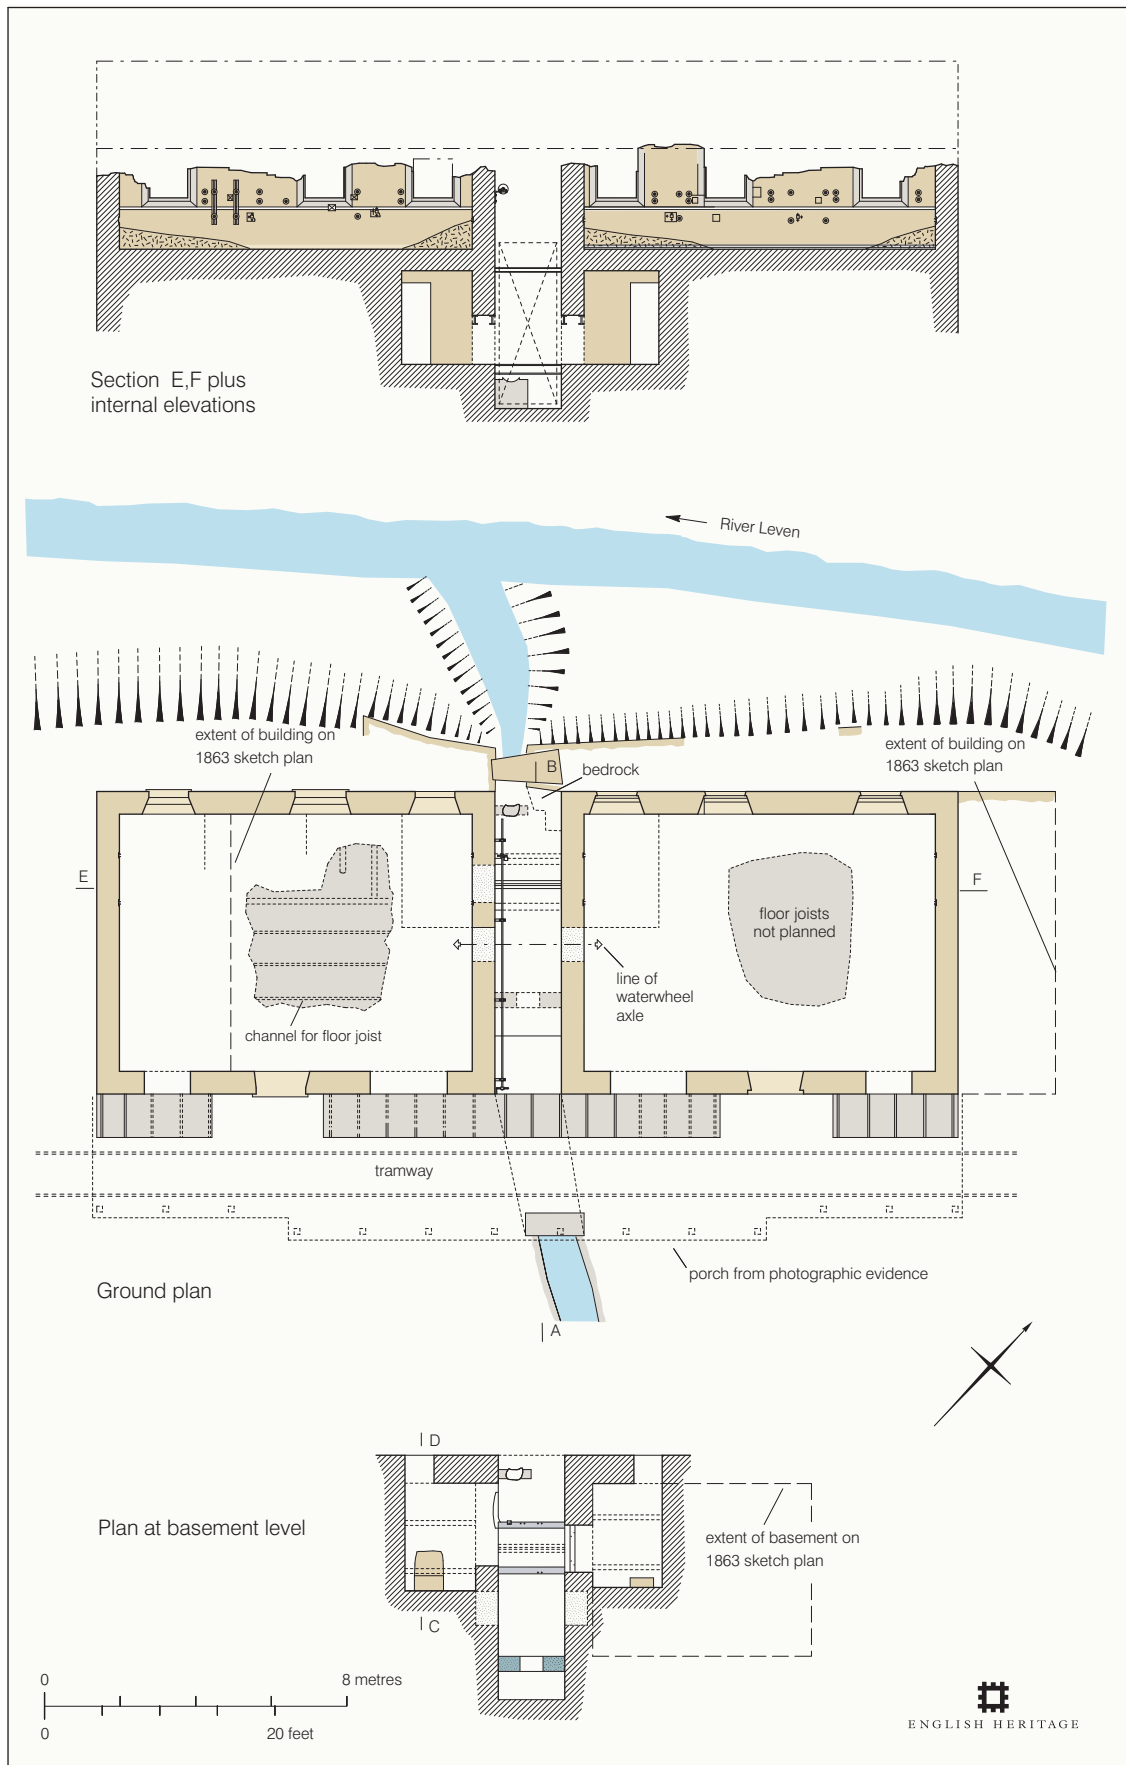 Section E,F plus
internal elevations
River Leven
extent of building on
1863 sketch plan
extent of building on
1863 sketch plan
B
bedrock
E
F
floor joists
not planned
line of
waterwheel
axle
channel for floor joist
tramway
Ground plan
porch from photographic evidence
A
D
Plan at basement level
extent of basement on
1863 sketch plan
C
0
8 metres
0
20 feet
ENGLISH HERITAGE